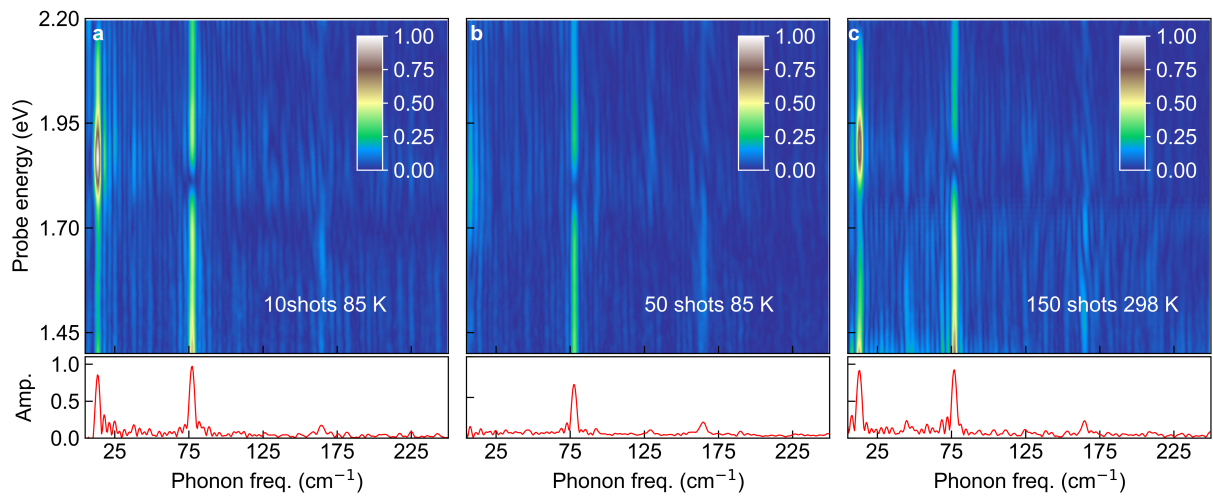 a
b
c
2.20
1.95
1.70
1.45
Probe energy (eV)
1.00
0.75
0.50
0.25
0.00
1.00
0.75
0.50
0.25
0.00
1.00
0.75
0.50
0.25
0.00
10shots 85 K
50 shots 85 K
150 shots 298 K
1.0
0.5
0.0
Amp.
25 75 125 175 225
25 75 125 175 225
25 75 125 175 225
Phonon freq. (cm⁻¹)
Phonon freq. (cm⁻¹)
Phonon freq. (cm⁻¹)